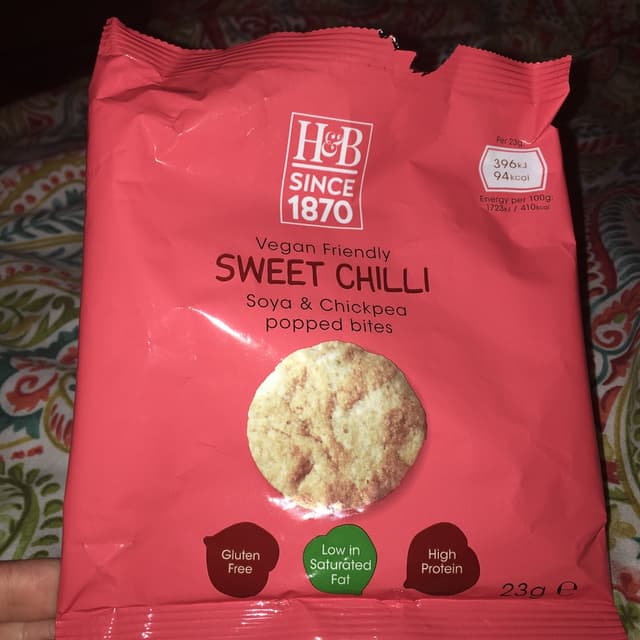 H&B
SINCE
1870
Per 23g:
396kJ
94kcal
Energy per 100g:
1723kJ / 410kcal
Vegan Friendly
SWEET CHILLI
Soya & Chickpea
popped bites
Gluten
Free
Low in
Saturated
Fat
High
Protein
23g ℮